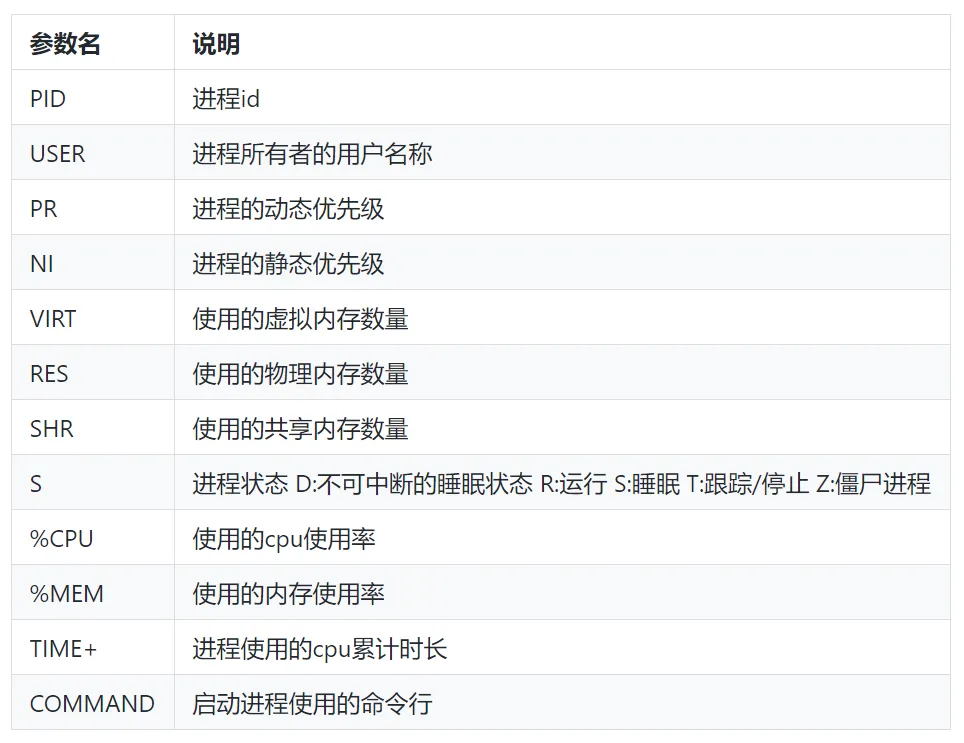 参数名 说明
PID 进程id
USER 进程所有者的用户名称
PR 进程的动态优先级
NI 进程的静态优先级
VIRT 使用的虚拟内存数量
RES 使用的物理内存数量
SHR 使用的共享内存数量
S 进程状态 D:不可中断的睡眠状态 R:运行 S:睡眠 T:跟踪/停止 Z:僵尸进程
%CPU 使用的cpu使用率
%MEM 使用的内存使用率
TIME+ 进程使用的cpu累计时长
COMMAND 启动进程使用的命令行